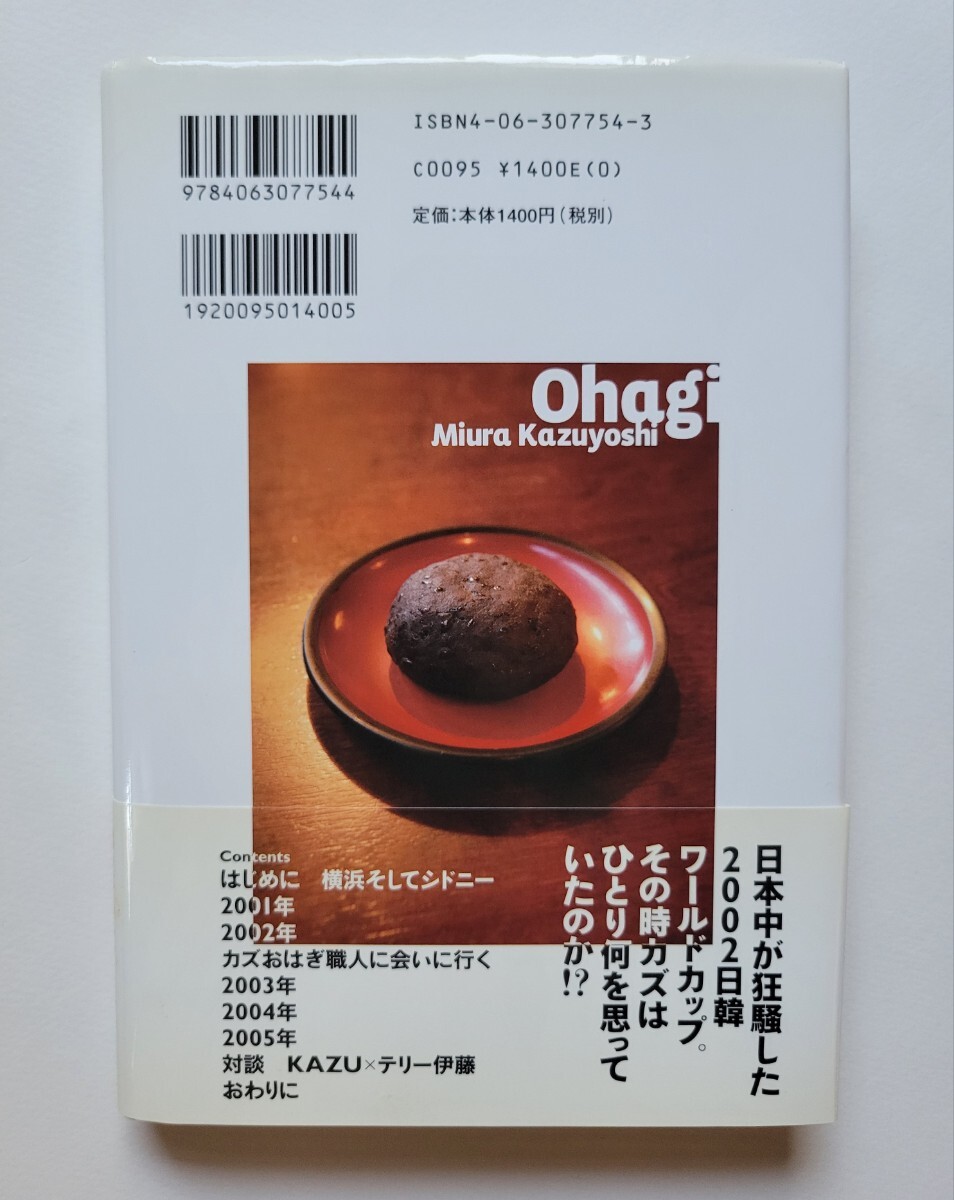 ISBN4-06-307754-3
C0095 ¥1400E(0)
定価：本体1400円（税別）
9784063077544
1920095014005
Ohagi
Miura Kazuyoshi
日本中が狂騒した
2002日韓
ワールドカップ。
その時カズは
ひとり何を思って
いたのか!?
Contents
はじめに　横浜そしてシドニー
2001年
2002年
カズおはぎ職人に会いに行く
2003年
2004年
2005年
対談　KAZU×テリー伊藤
おわりに